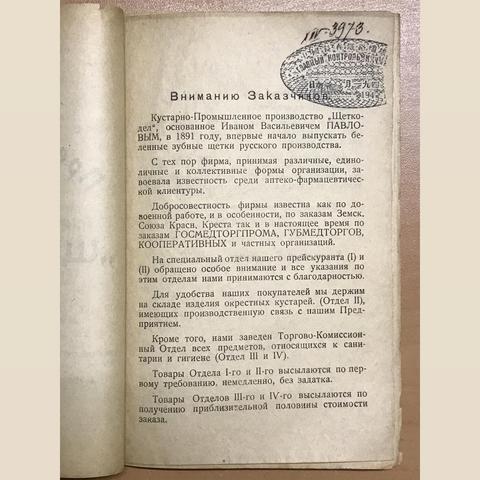 3973.
Вниманию Заказчиков.
Кустарно-Промышленное производство „Щетко-
дел“, основанное Иваном Васильевичем ПАВЛО-
ВЫМ, в 1891 году, впервые начало выпускать бе-
ленные зубные щетки русского производства.
С тех пор фирма, принимая различные, едино-
личные и коллективные формы организации, за-
воевала известность среди аптеко-фармацевтиче-
ской клиентуры.
Добросовестность фирмы известна как по до-
военной работе, и в особенности, по заказам Земск.
Союза Красн. Креста так и в настоящее время по
заказам ГОСМЕДТОРГПРОМА, ГУБМЕДТОРГОВ,
КООПЕРАТИВНЫХ и частных организаций.
На специальный отдел нашего прейскуранта (I) и
(II) обращено особое внимание и все указания по
этим отделам нами принимаются с благодарностью.
Для удобства наших покупателей мы держим
на складе изделия окрестных кустарей. (Отдел II),
имеющих производственную связь с нашим Пред-
приятием.
Кроме того, нами заведен Торгово-Комиссион-
ный Отдел всех предметов, относящихся к сани-
тарии и гигиене (Отдел III и IV).
Товары Отдела I-го и II-го высылаются по пер-
вому требованию, немедленно, без задатка.
Товары Отделов III-го и IV-го высылаются по
получению приблизительной половины стоимости
заказа.